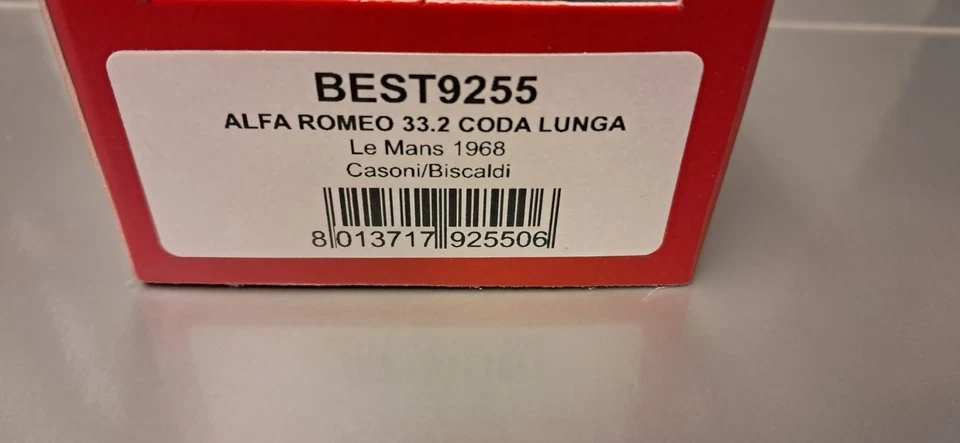 BEST9255
ALFA ROMEO 33.2 CODA LUNGA
Le Mans 1968
Casoni/Biscaldi
8 013717 925506